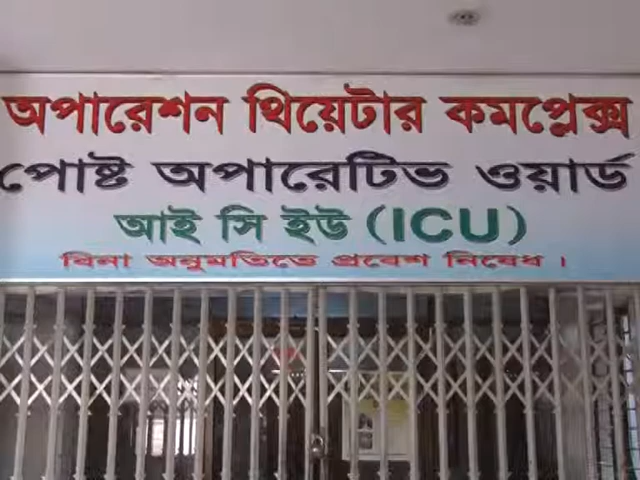 অপারেশন থিয়েটার কমপ্লেক্স
পোষ্ট অপারেটিভ ওয়ার্ড
আই সি ইউ (ICU)
বিনা অনুমতিতে প্রবেশ নিষেধ।